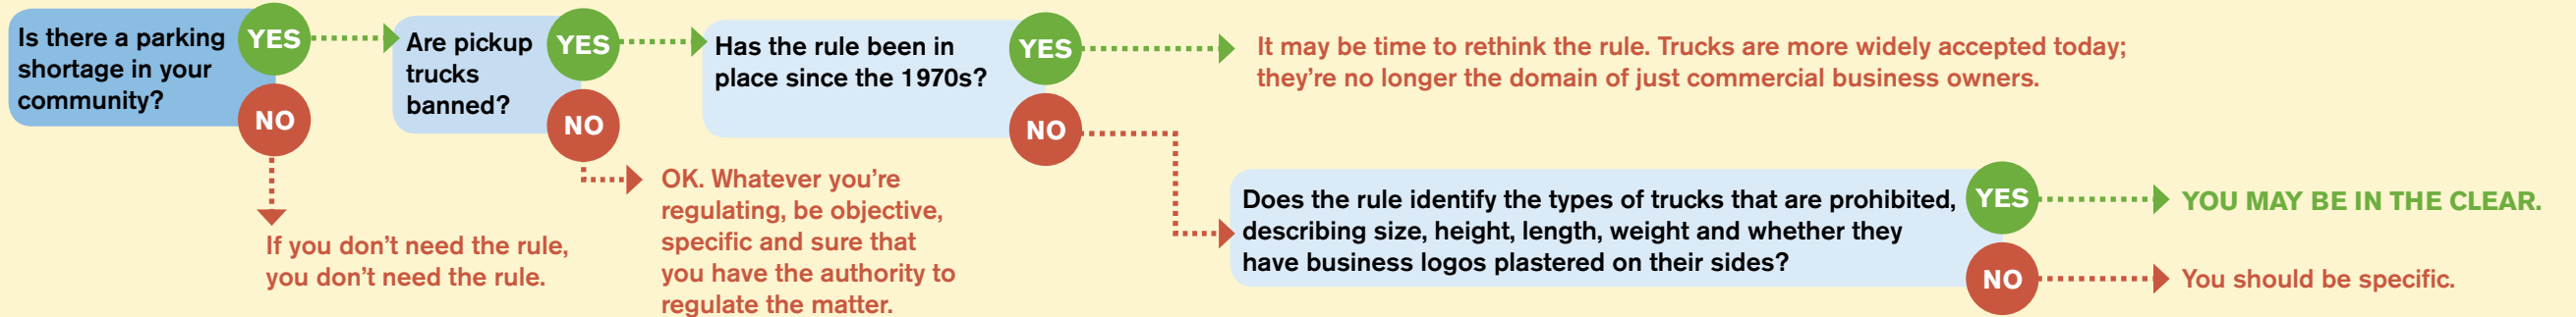 Is there a parking
shortage in your
community?
YES
NO
If you don't need the rule,
you don't need the rule.
Are pickup
trucks
banned?
YES
NO
OK. Whatever you're
regulating, be objective,
specific and sure that
you have the authority to
regulate the matter.
Has the rule been in
place since the 1970s?
YES
NO
It may be time to rethink the rule. Trucks are more widely accepted today;
they're no longer the domain of just commercial business owners.
Does the rule identify the types of trucks that are prohibited,
describing size, height, length, weight and whether they
have business logos plastered on their sides?
YES
NO
YOU MAY BE IN THE CLEAR.
You should be specific.